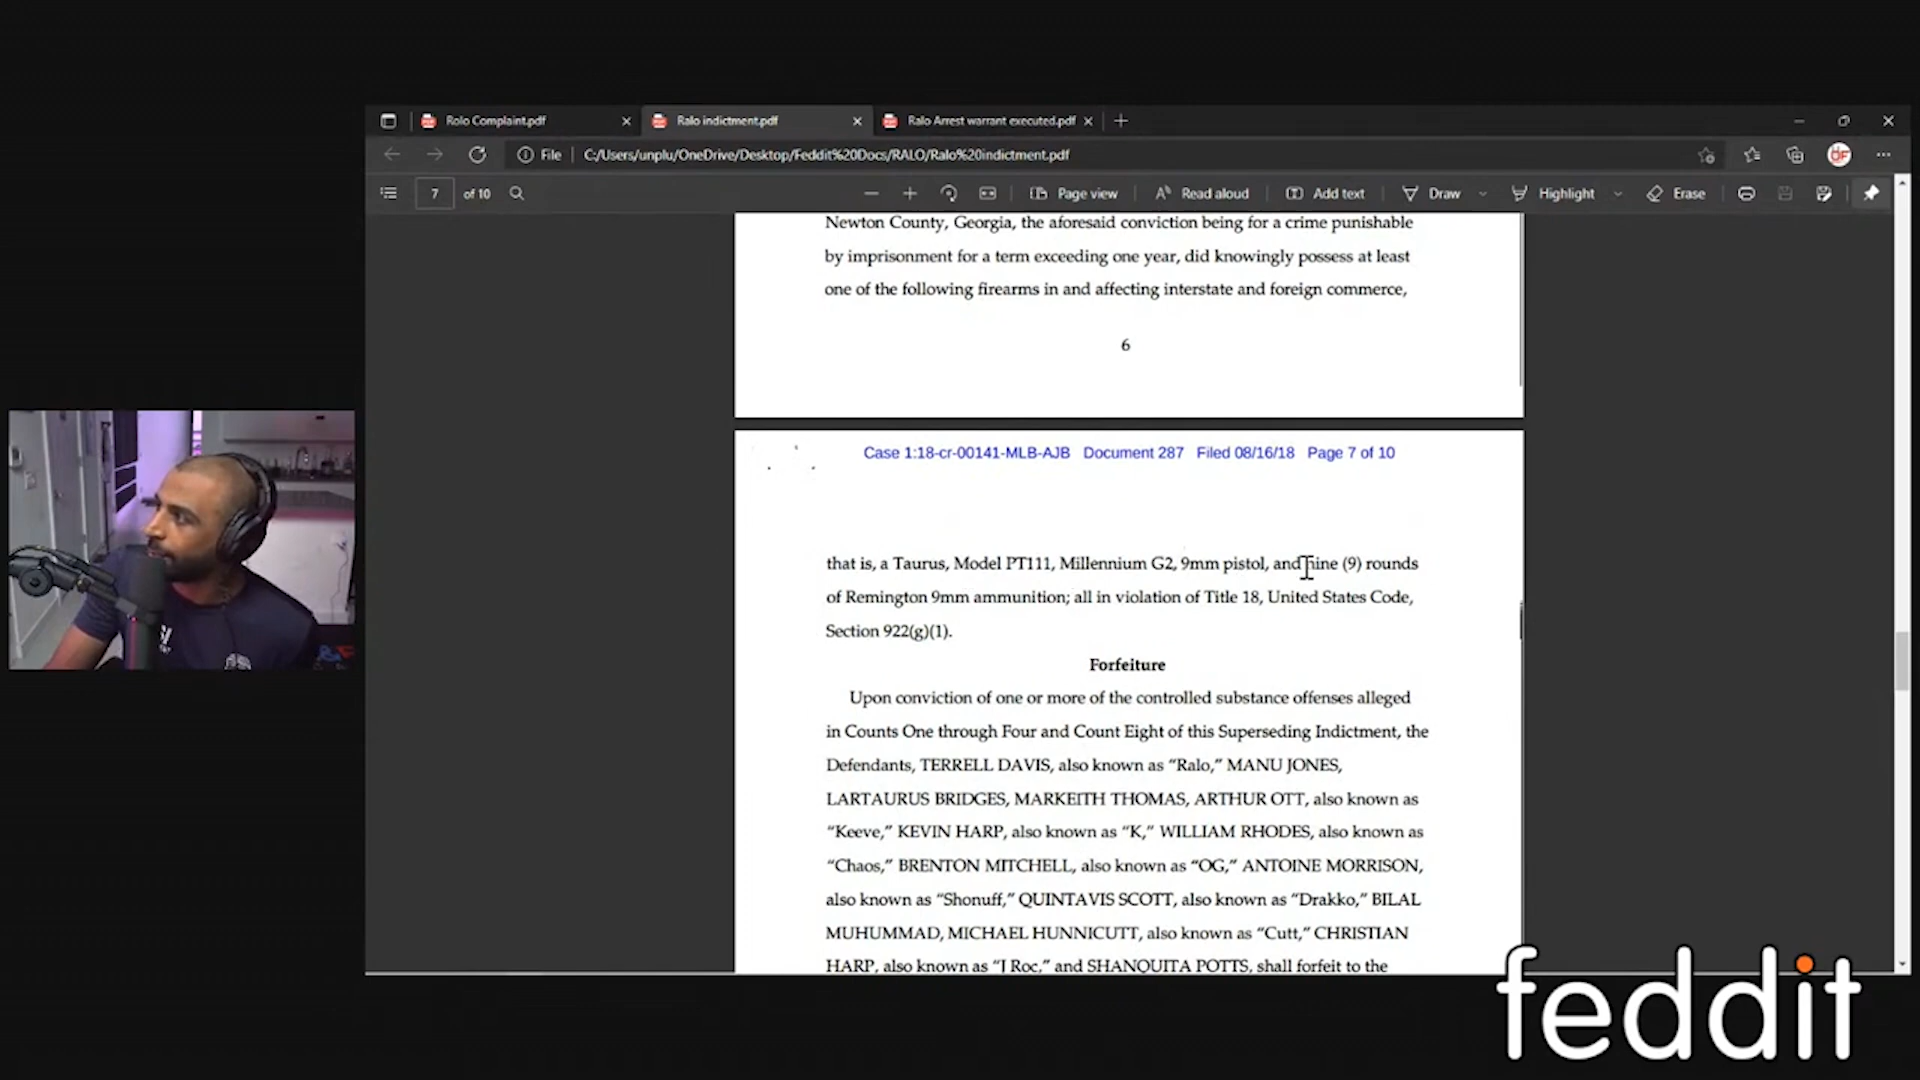 Rolo Complaint.pdf
Ralo indictment.pdf
Ralo Arrest warrant executed.pdf
File
C:/Users/unplu/OneDrive/Desktop/Feddit%20Docs/RALO/Ralo%20indictment.pdf
7 of 10
Page view
Read aloud
Add text
Draw
Highlight
Erase
Newton County, Georgia, the aforesaid conviction being for a crime punishable
by imprisonment for a term exceeding one year, did knowingly possess at least
one of the following firearms in and affecting interstate and foreign commerce,
6
Case 1:18-cr-00141-MLB-AJB Document 287 Filed 08/16/18 Page 7 of 10
that is, a Taurus, Model PT111, Millennium G2, 9mm pistol, and nine (9) rounds
of Remington 9mm ammunition; all in violation of Title 18, United States Code,
Section 922(g)(1).
Forfeiture
Upon conviction of one or more of the controlled substance offenses alleged
in Counts One through Four and Count Eight of this Superseding Indictment, the
Defendants, TERRELL DAVIS, also known as “Ralo,” MANU JONES,
LARTAURUS BRIDGES, MARKEITH THOMAS, ARTHUR OTT, also known as
“Keeve,” KEVIN HARP, also known as “K,” WILLIAM RHODES, also known as
“Chaos,” BRENTON MITCHELL, also known as “OG,” ANTOINE MORRISON,
also known as “Shonuff,” QUINTAVIS SCOTT, also known as “Drakko,” BILAL
MUHUMMAD, MICHAEL HUNNICUTT, also known as “Cutt,” CHRISTIAN
HARP, also known as “J Roc,” and SHANQUITA POTTS, shall forfeit to the
feddit